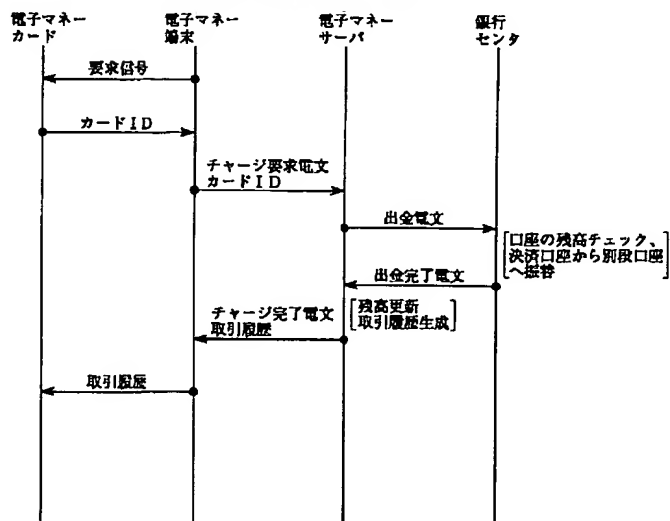 電子マネー
カード
電子マネー
端末
電子マネー
サーバ
銀行
センタ
要求信号
カードID
チャージ要求電文
カードID
出金電文
口座の残高チェック、
決済口座から別段口座
へ振替
出金完了電文
残高更新
取引履歴生成
チャージ完了電文
取引履歴
取引履歴